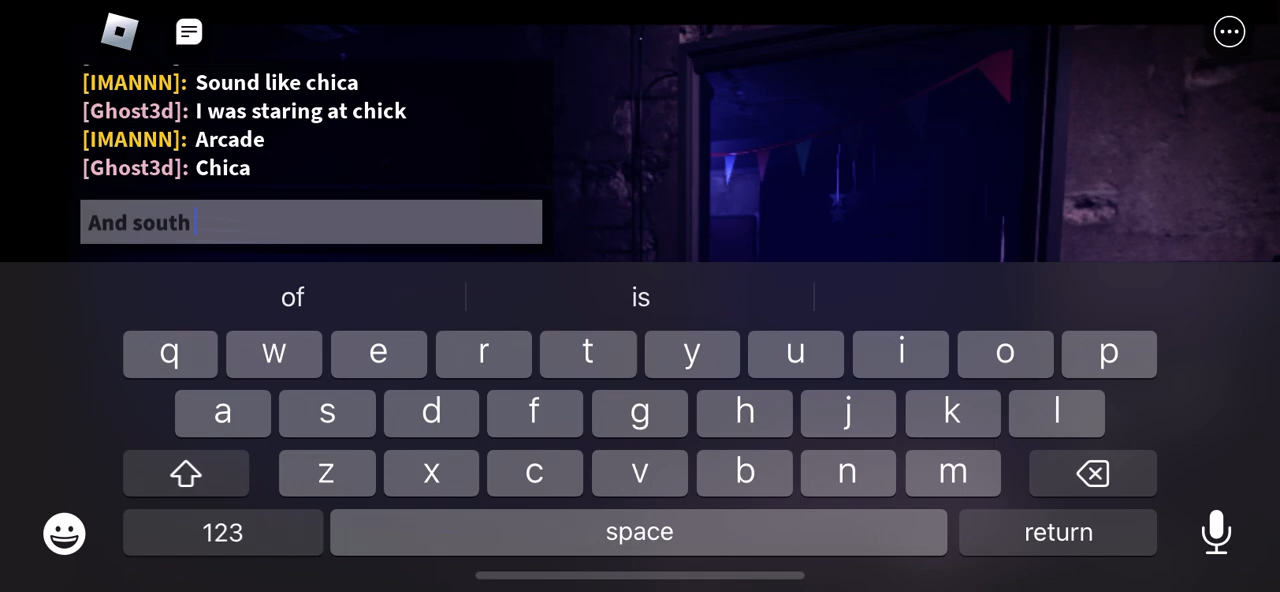 [IMANNN]: Sound like chica
[Ghost3d]: I was staring at chick
[IMANNN]: Arcade
[Ghost3d]: Chica
And south
of is
q w e r t y u i o p
a s d f g h j k l
z x c v b n m
123 space return